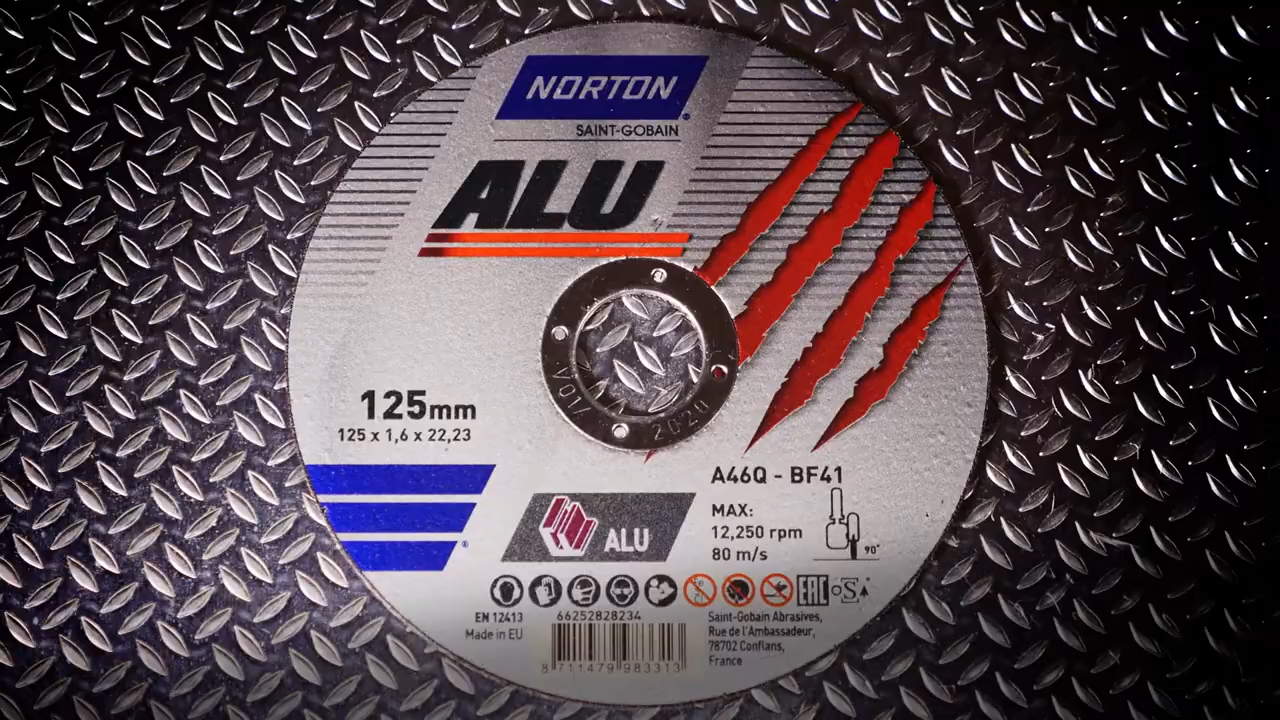 NORTON
SAINT-GOBAIN
ALU
V01/
2020
125mm
125 x 1,6 x 22,23
A46Q - BF41
MAX:
12,250 rpm
80 m/s
90°
ALU
EAC
EN 12413
Made in EU
66252828234
8 711479 983313
Saint-Gobain Abrasives,
Rue de l'Ambassadeur,
78702 Conflans,
France